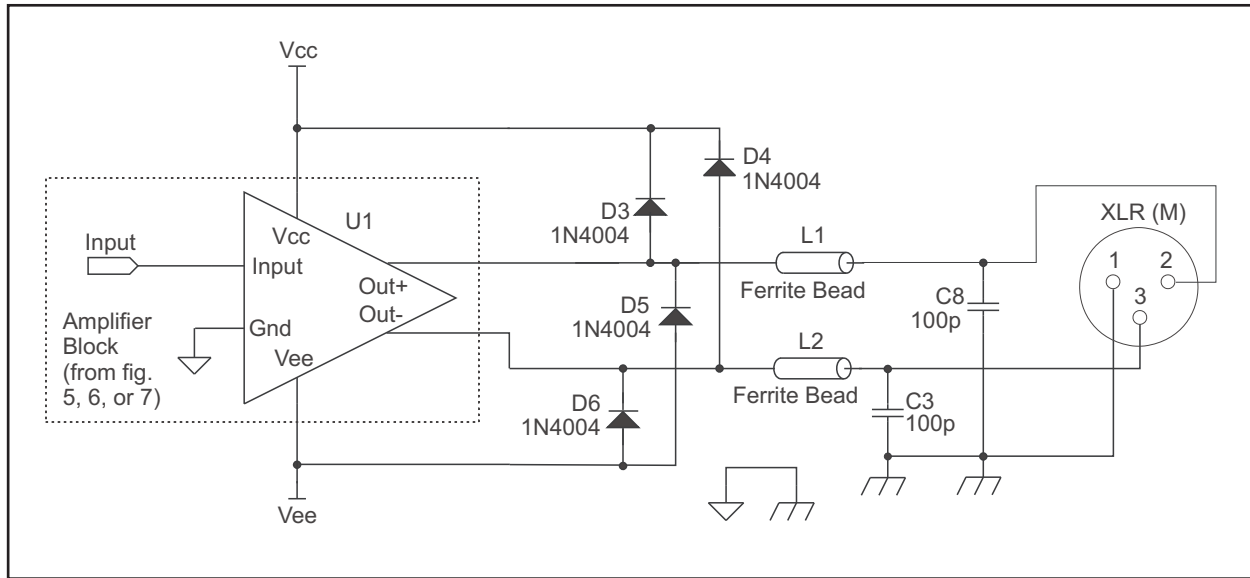 Vcc
D4
1N4004
D3
1N4004
XLR (M)
U1
Vcc
Input
Input
L1
1
2
Out+
Ferrite Bead
3
D5
1N4004
C8
100p
Out-
Amplifier
Block
(from fig.
5, 6, or 7)
Gnd
Vee
L2
Ferrite Bead
D6
1N4004
C3
100p
Vee